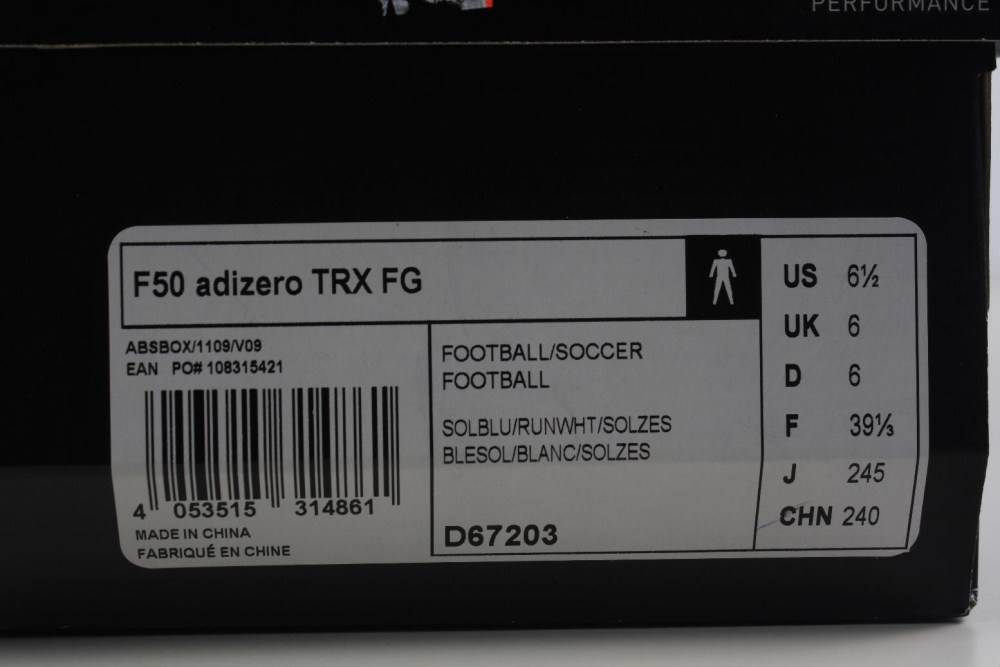 PERFORMANCE
F50 adizero TRX FG
ABSBOX/1109/V09
EAN PO# 108315421
4 053515 314861
MADE IN CHINA
FABRIQUÉ EN CHINE
FOOTBALL/SOCCER
FOOTBALL
SOLBLU/RUNWHT/SOLZES
BLESOL/BLANC/SOLZES
D67203
US 6½
UK 6
D 6
F 39⅓
J 245
CHN 240